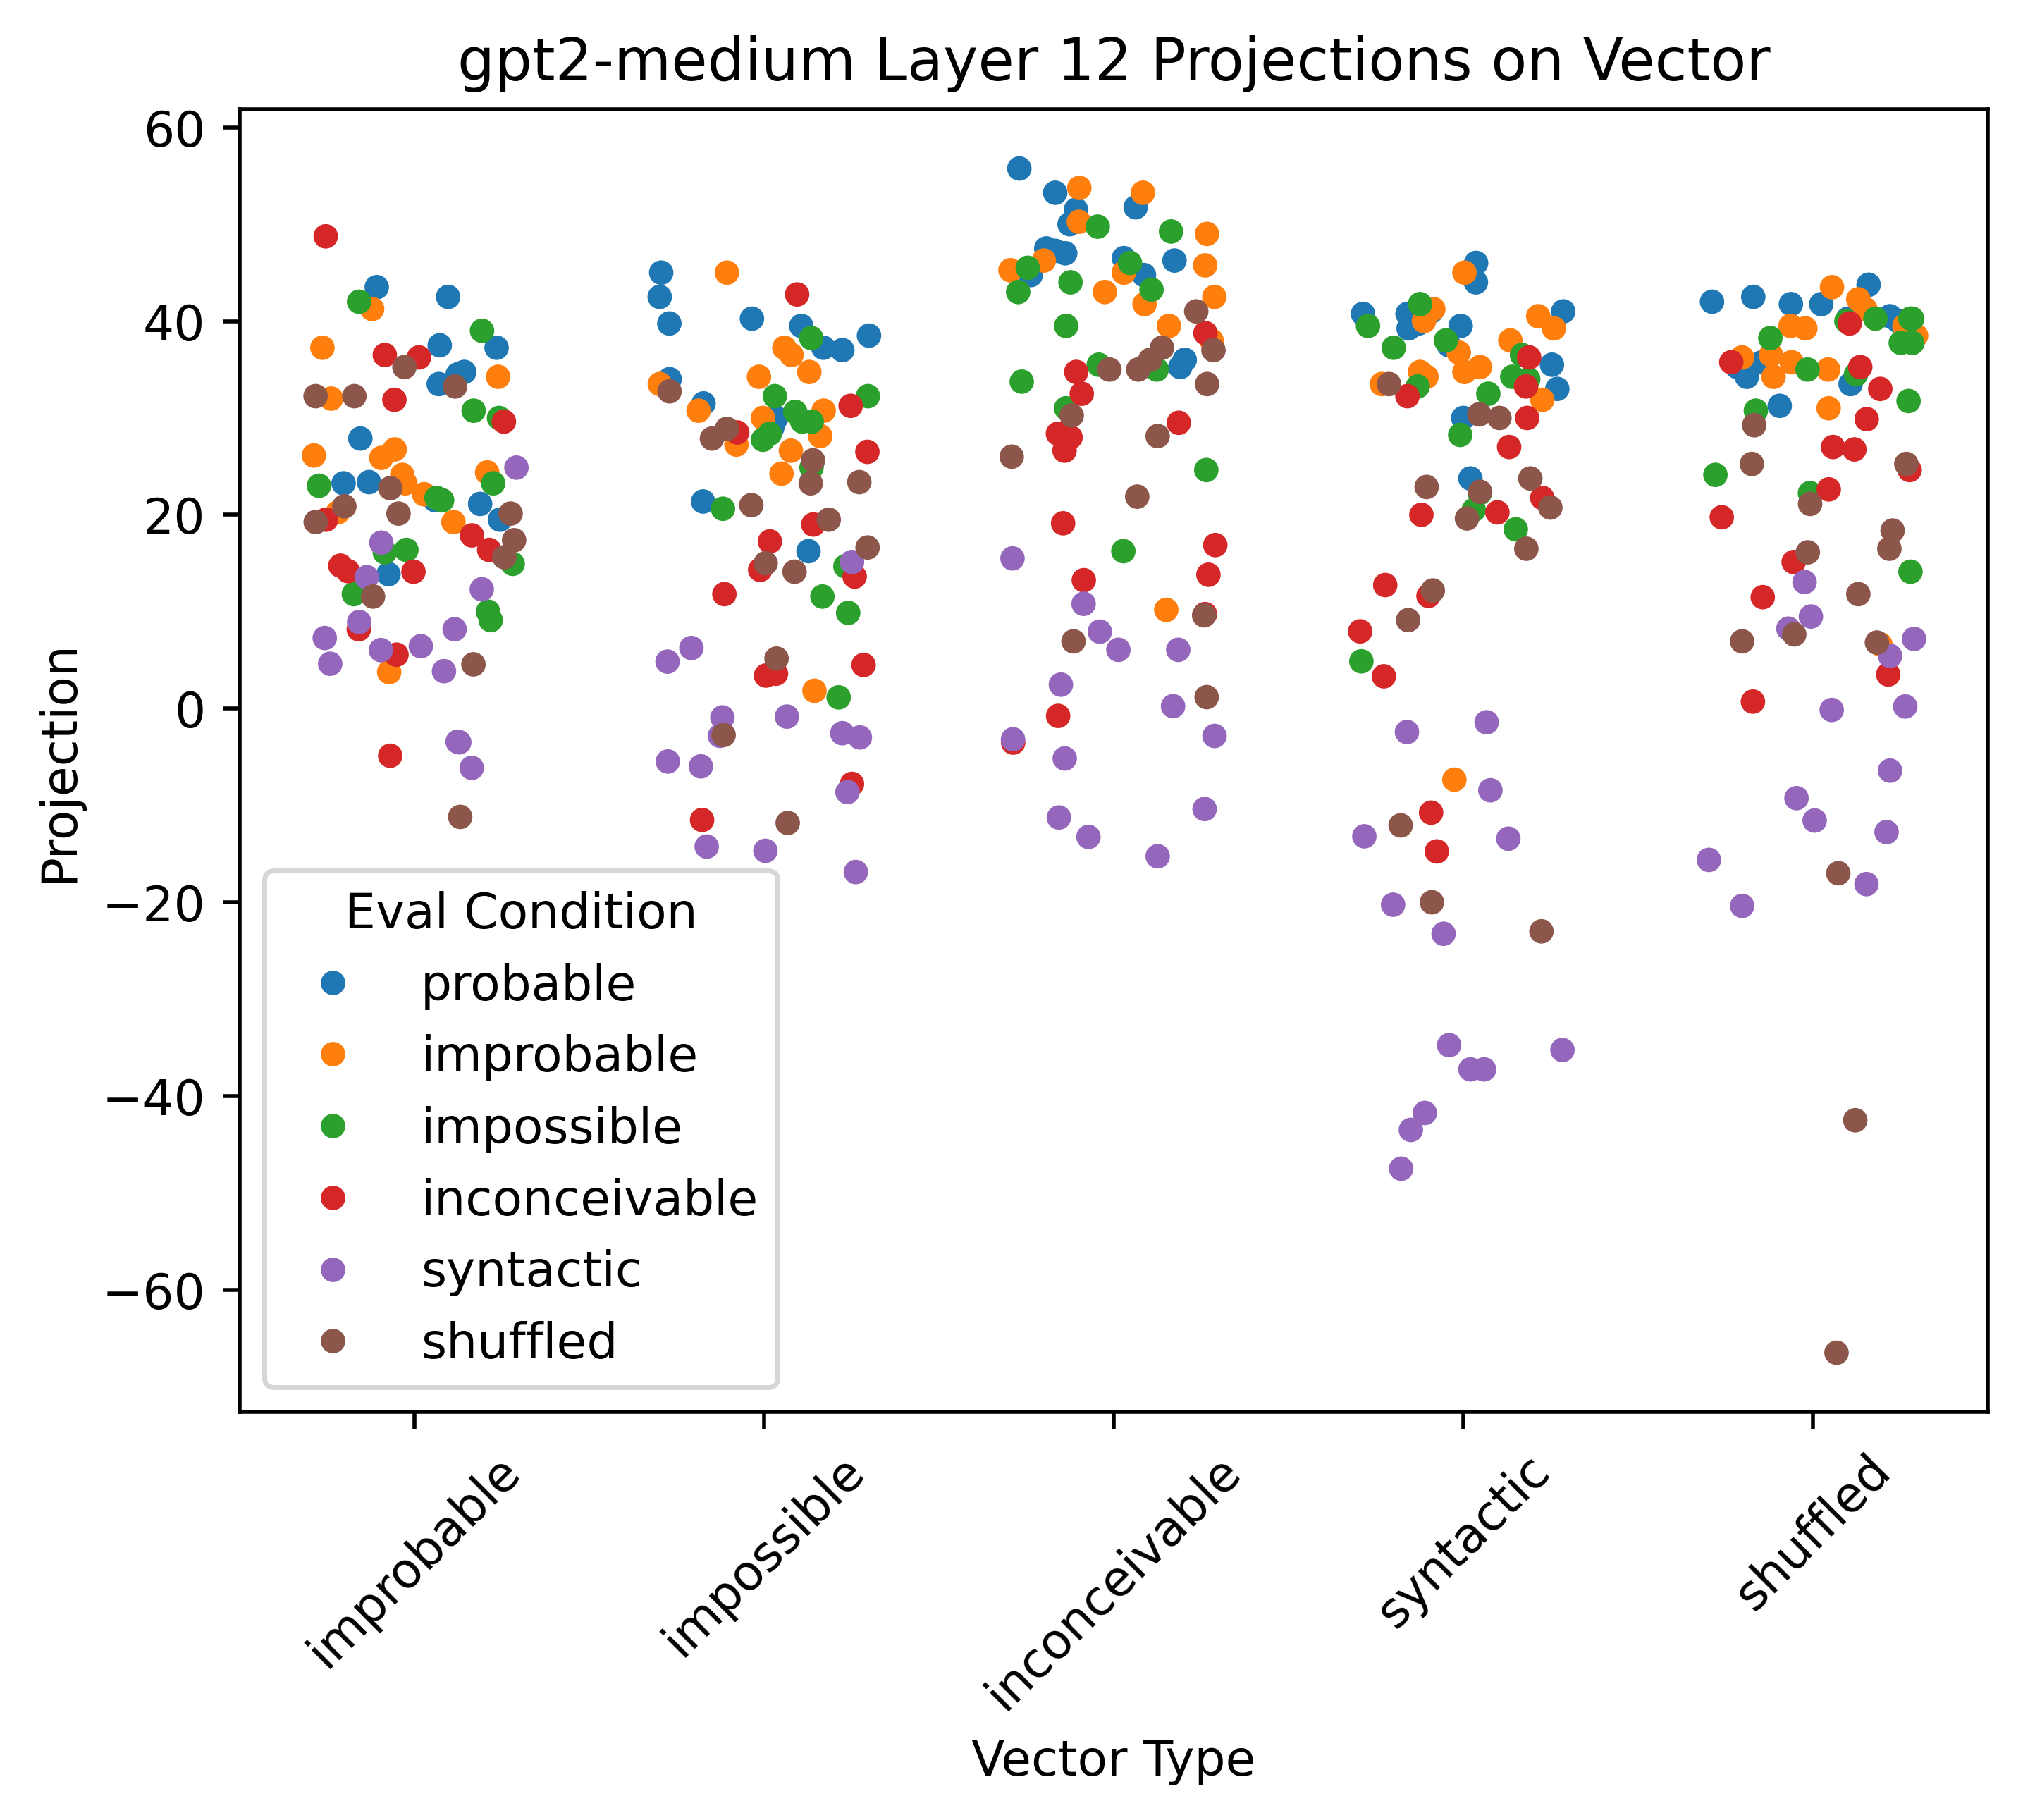 gpt2-medium Layer 12 Projections on Vector
60
40
20
0
−20
−40
−60
Projection
Eval Condition
probable
improbable
impossible
inconceivable
syntactic
shuffled
improbable
impossible
inconceivable
syntactic
shuffled
Vector Type